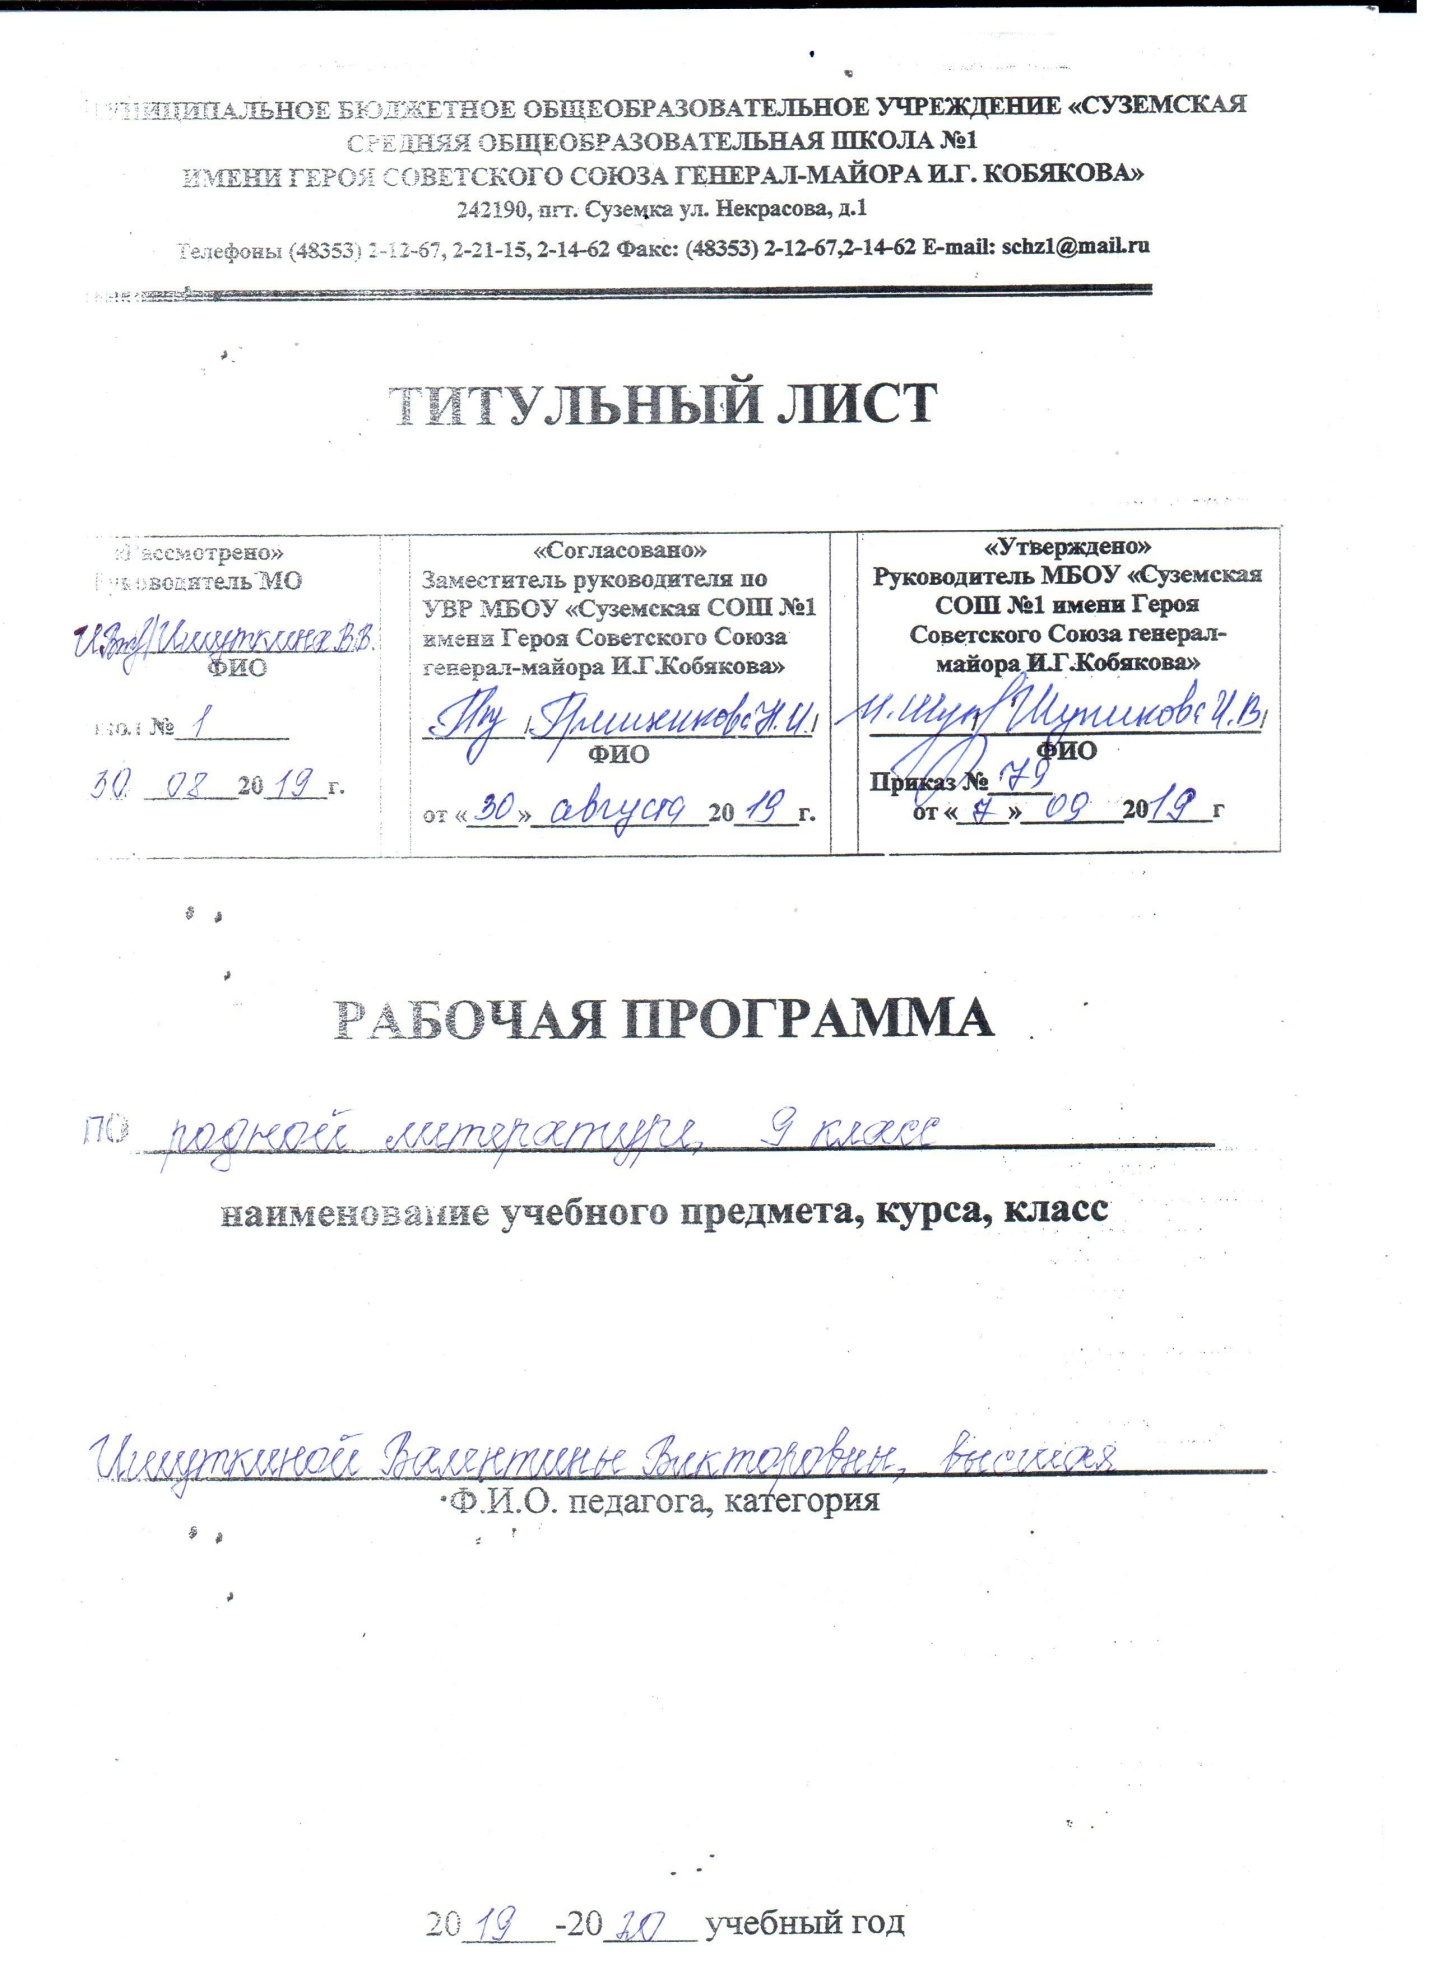 МУНИЦИПАЛЬНОЕ БЮДЖЕТНОЕ ОБЩЕОБРАЗОВАТЕЛЬНОЕ УЧРЕЖДЕНИЕ «СУЗЕМСКАЯ
СРЕДНЯЯ ОБЩЕОБРАЗОВАТЕЛЬНАЯ ШКОЛА №1
ИМЕНИ ГЕРОЯ СОВЕТСКОГО СОЮЗА ГЕНЕРАЛ-МАЙОРА И.Г. КОБЯКОВА»
242190, пгт. Суземка ул. Некрасова, д.1
Телефоны (48353) 2-12-67, 2-21-15, 2-14-62 Факс: (48353) 2-12-67,2-14-62 E-mail: schz1@mail.ru
ТИТУЛЬНЫЙ ЛИСТ
«Рассмотрено»
Руководитель МО
Ишуткина В.В.
ФИО
№ 1
30 08 2019 г.
«Согласовано»
Заместитель руководителя по
УВР МБОУ «Суземская СОШ №1
имени Героя Советского Союза
генерал-майора И.Г.Кобякова»
Н.И.
ФИО
от «30» августа 2019 г.
«Утверждено»
Руководитель МБОУ «Суземская
СОШ №1 имени Героя
Советского Союза генерал-
майора И.Г.Кобякова»
И.В.
ФИО
Приказ № 79
от «7» 09 2019 г
РАБОЧАЯ ПРОГРАММА
ПО родной литературе, 9 класс
наименование учебного предмета, курса, класс
Ишуткиной Валентины Викторовны, высшая
Ф.И.О. педагога, категория
2019-2020 учебный год